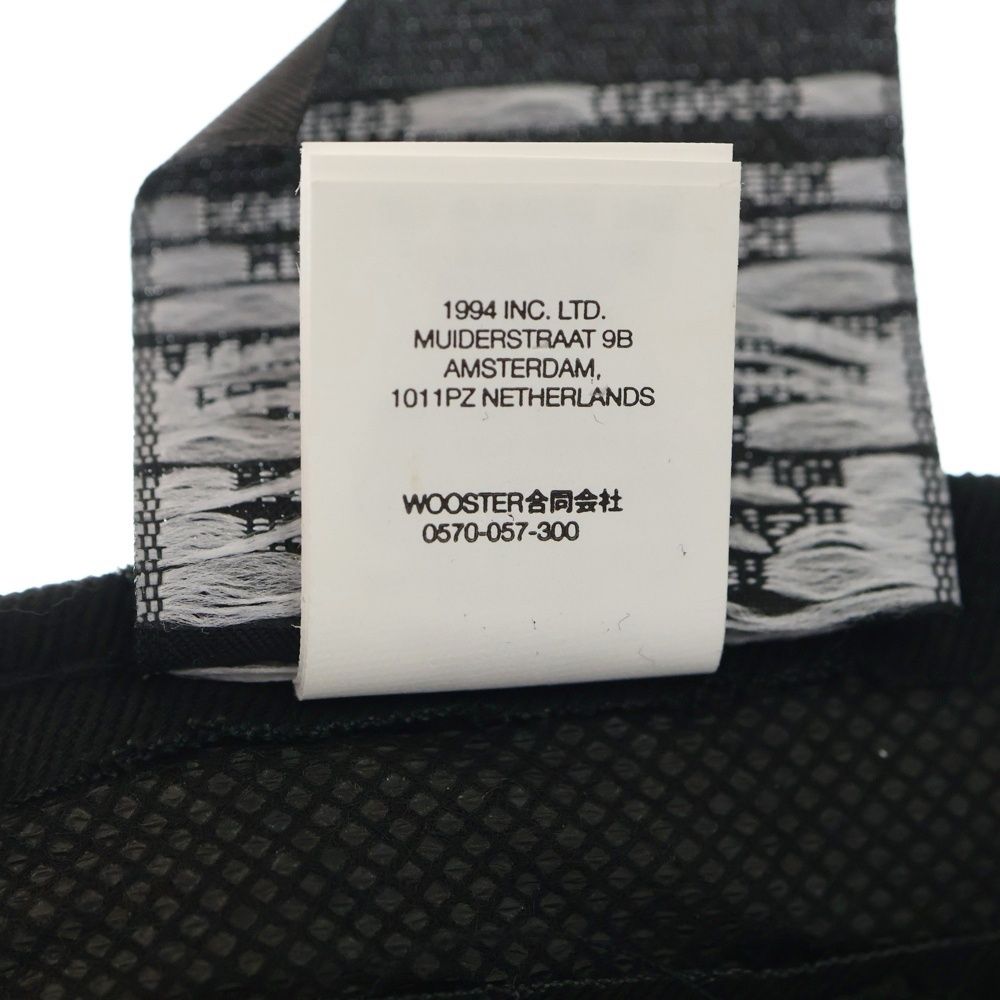 1994 INC. LTD.
MUIDERSTRAAT 9B
AMSTERDAM,
1011PZ NETHERLANDS
WOOSTER合同会社
0570-057-300